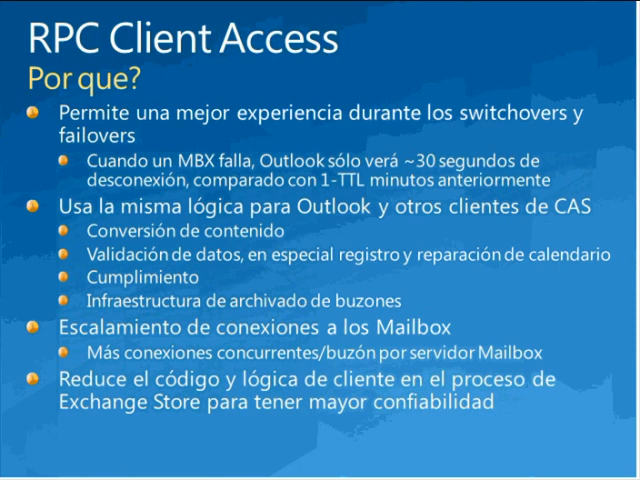 RPC Client Access
Por que?
Permite una mejor experiencia durante los switchovers y
failovers
Cuando un MBX falla, Outlook sólo verá ~30 segundos de
desconexión, comparado con 1-TTL minutos anteriormente
Usa la misma lógica para Outlook y otros clientes de CAS
Conversión de contenido
Validación de datos, en especial registro y reparación de calendario
Cumplimiento
Infraestructura de archivado de buzones
Escalamiento de conexiones a los Mailbox
Más conexiones concurrentes/buzón por servidor Mailbox
Reduce el código y lógica de cliente en el proceso de
Exchange Store para tener mayor confiabilidad